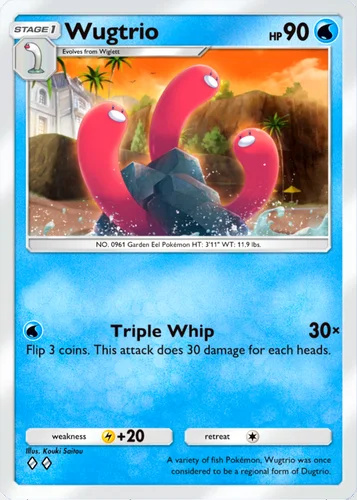 STAGE 1 Wugtrio HP 90
Evolves from Wiglett
NO. 0961 Garden Eel Pokémon HT: 3'11" WT: 11.9 lbs.
Triple Whip 30×
Flip 3 coins. This attack does 30 damage for each heads.
weakness +20 retreat
Illus. Kouki Saitou
A variety of fish Pokémon, Wugtrio was once
considered to be a regional form of Dugtrio.